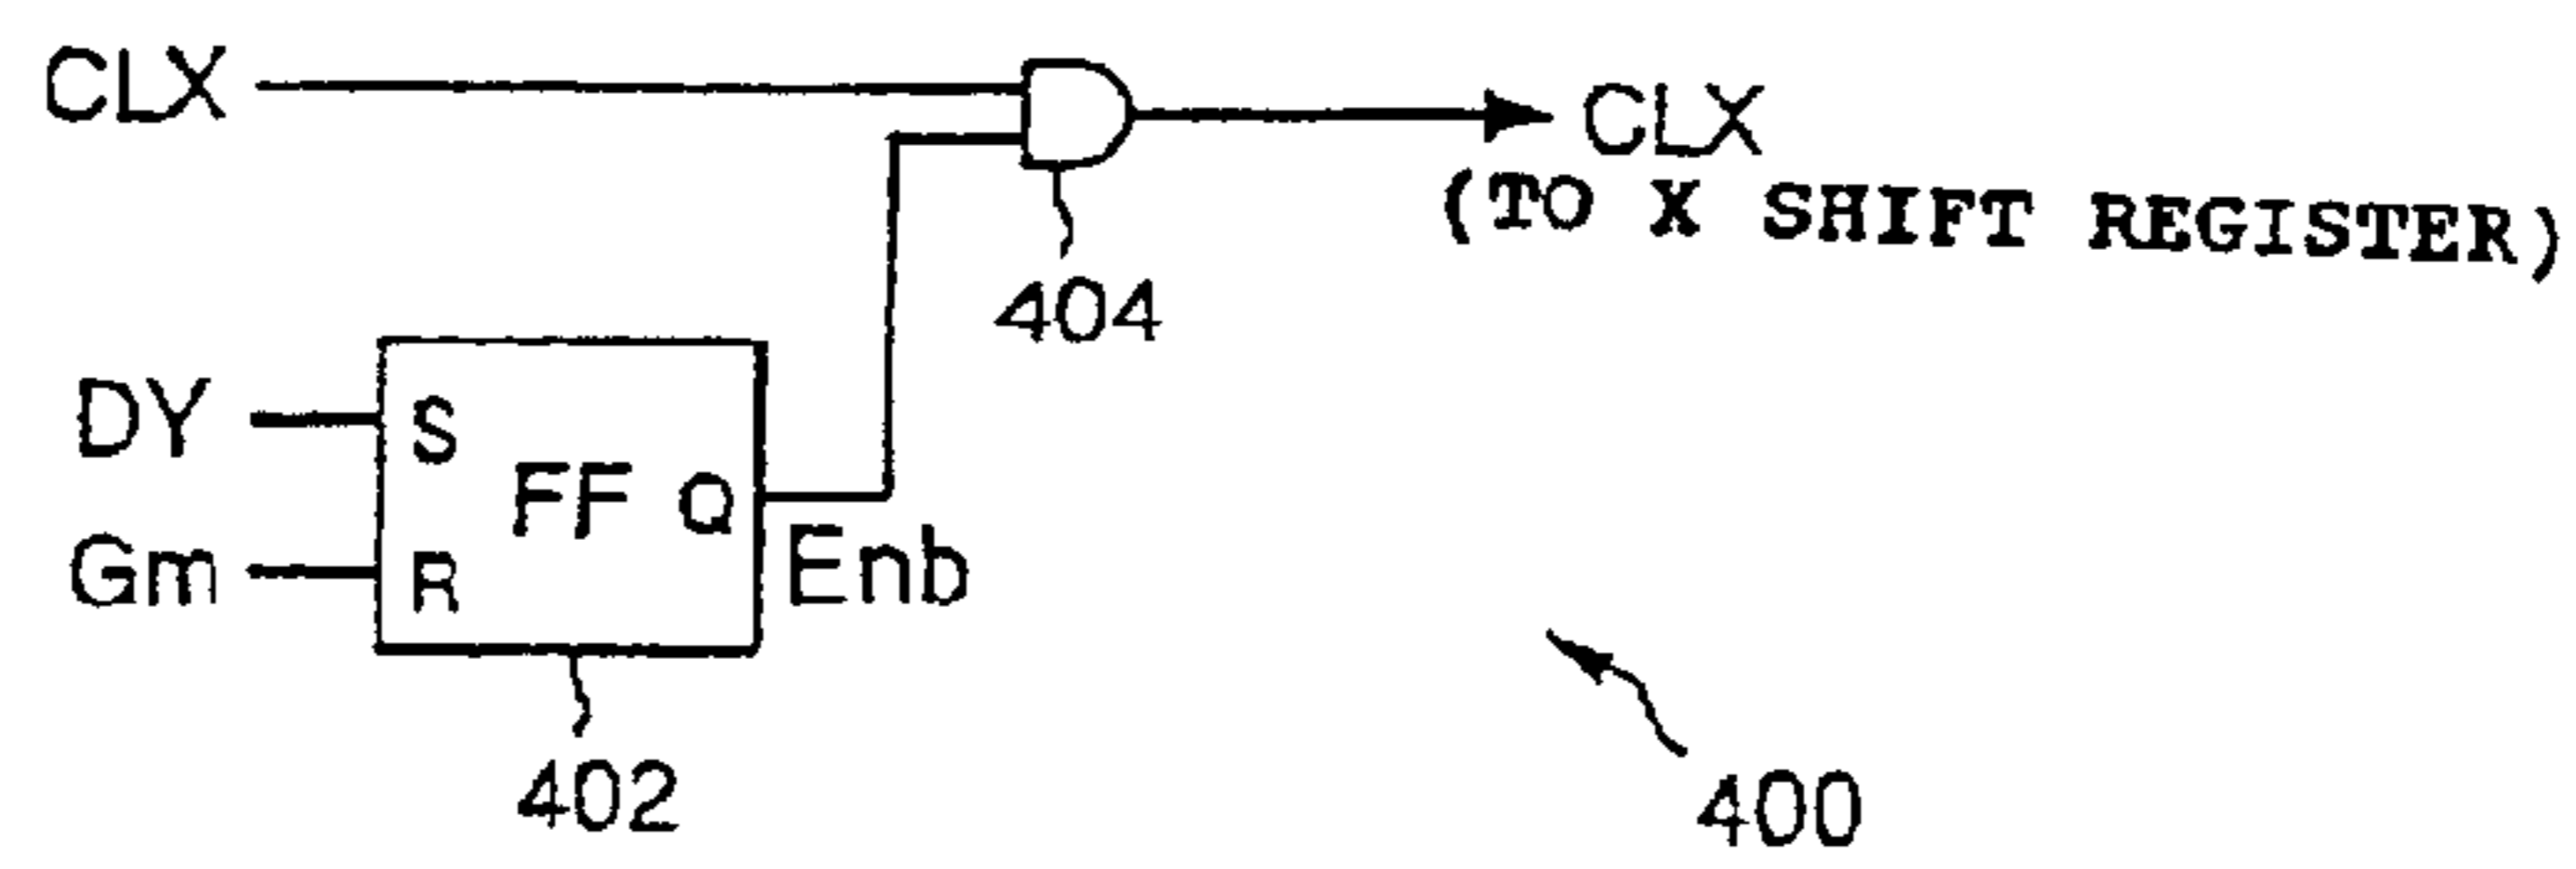 CLX
CLX
(TO X SHIFT REGISTER)
404
DY
S
FF Q
Gm
R
Enb
402
400